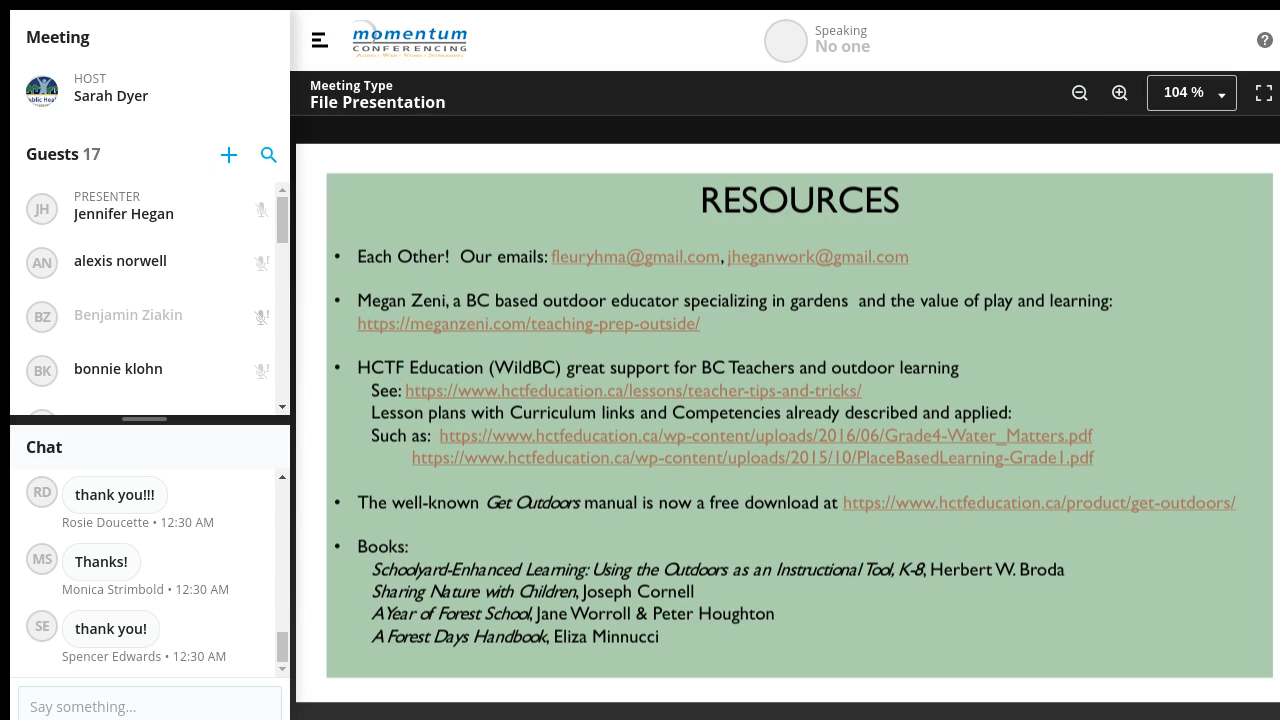 Meeting
HOST
Sarah Dyer
Guests 17
JH
PRESENTER
Jennifer Hegan
AN
alexis norwell
BZ
Benjamin Ziakin
BK
bonnie klohn
Chat
RD
thank you!!!
Rosie Doucette • 12:30 AM
MS
Thanks!
Monica Strimbold • 12:30 AM
SE
thank you!
Spencer Edwards • 12:30 AM
Say something...
momentum
CONFERENCING
Speaking
No one
Meeting Type
File Presentation
104 %
RESOURCES
• Each Other! Our emails: fleuryhma@gmail.com, jheganwork@gmail.com
• Megan Zeni, a BC based outdoor educator specializing in gardens and the value of play and learning:
https://meganzeni.com/teaching-prep-outside/
• HCTF Education (WildBC) great support for BC Teachers and outdoor learning
See: https://www.hctfeducation.ca/lessons/teacher-tips-and-tricks/
Lesson plans with Curriculum links and Competencies already described and applied:
Such as: https://www.hctfeducation.ca/wp-content/uploads/2016/06/Grade4-Water_Matters.pdf
https://www.hctfeducation.ca/wp-content/uploads/2015/10/PlaceBasedLearning-Grade1.pdf
• The well-known Get Outdoors manual is now a free download at https://www.hctfeducation.ca/product/get-outdoors/
• Books:
Schoolyard-Enhanced Learning: Using the Outdoors as an Instructional Tool, K-8, Herbert W. Broda
Sharing Nature with Children, Joseph Cornell
A Year of Forest School, Jane Worroll & Peter Houghton
A Forest Days Handbook, Eliza Minnucci